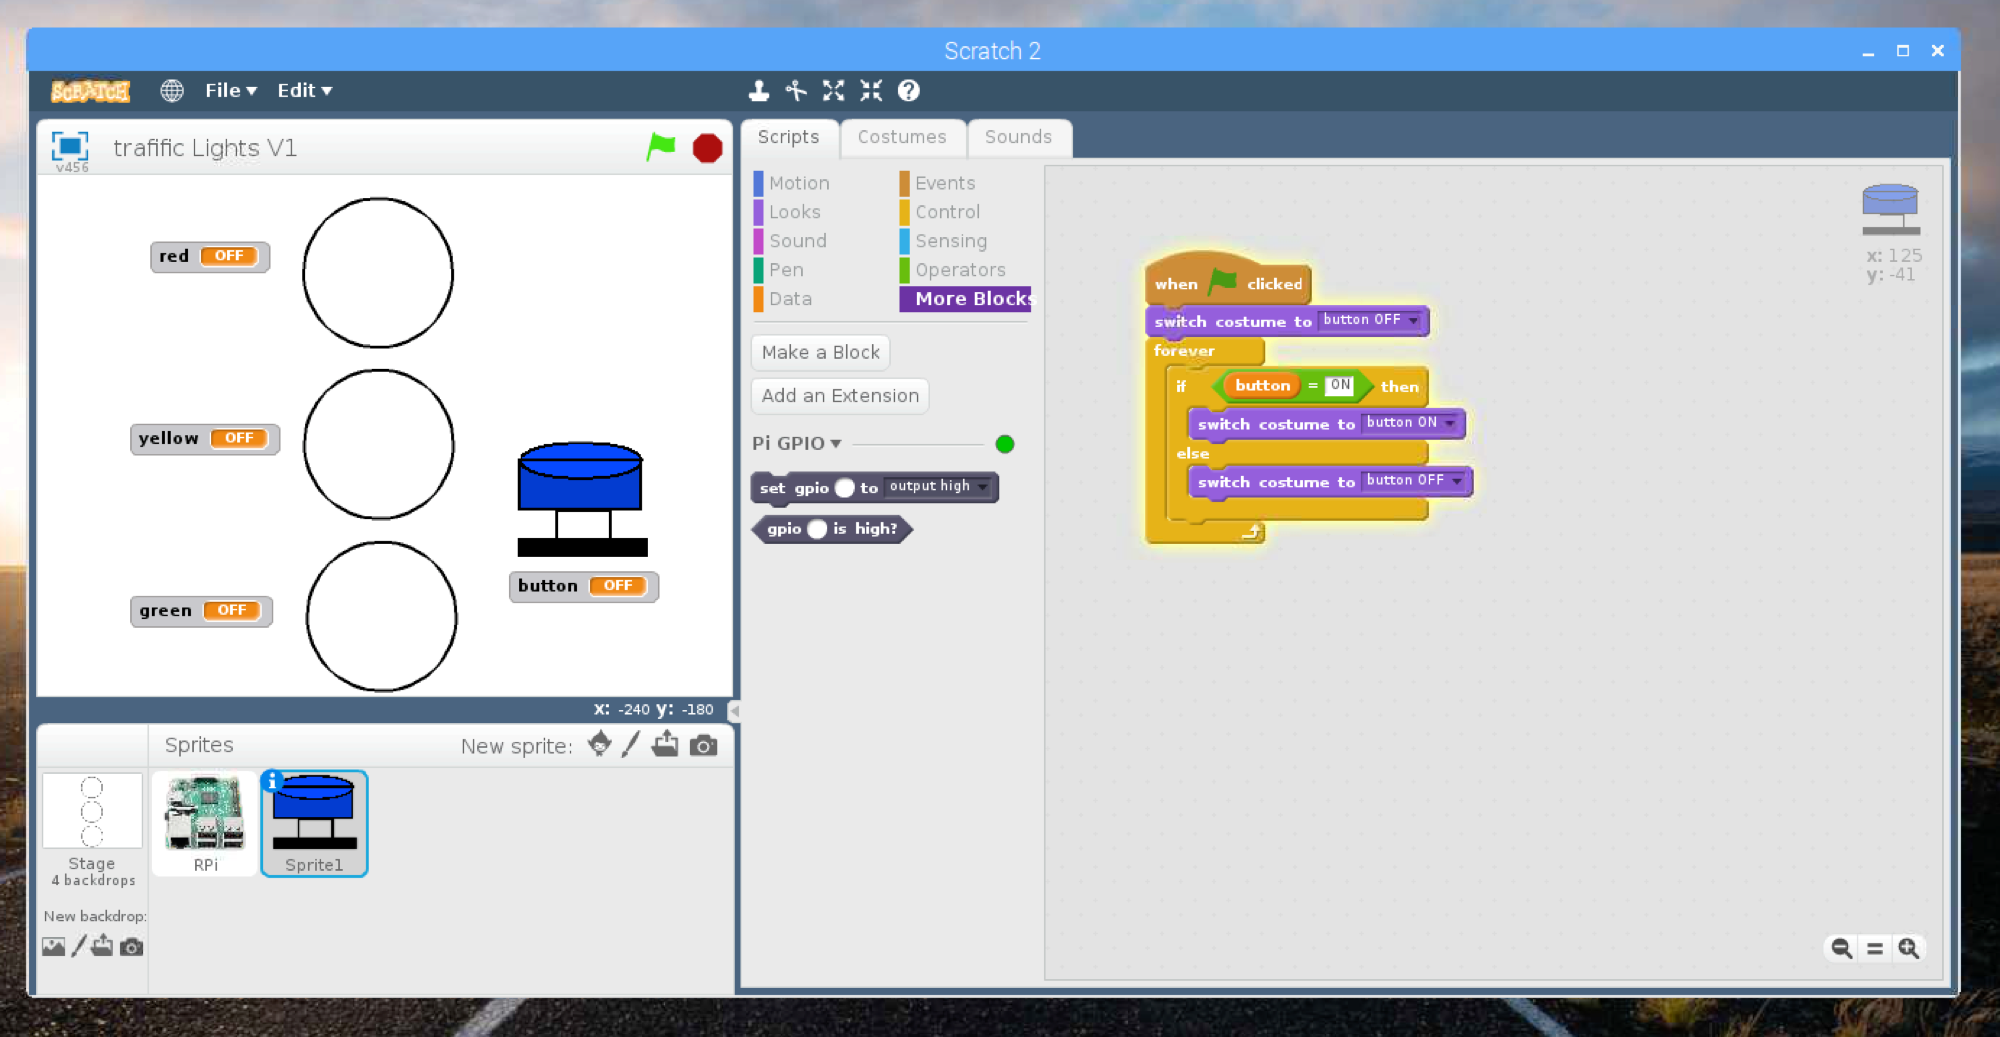 Scratch 2
SCRATCH File Edit
v456
trafific Lights V1
red OFF
yellow OFF
green OFF
button OFF
x: -240 y: -180
Sprites New sprite:
Stage
4 backdrops
New backdrop:
RPi
Sprite1
Scripts Costumes Sounds
Motion Events
Looks Control
Sound Sensing
Pen Operators
Data More Blocks
Make a Block
Add an Extension
Pi GPIO
set gpio to output high
gpio is high?
when clicked
switch costume to button OFF
forever
if button = ON then
switch costume to button ON
else
switch costume to button OFF
x: 125
y: -41